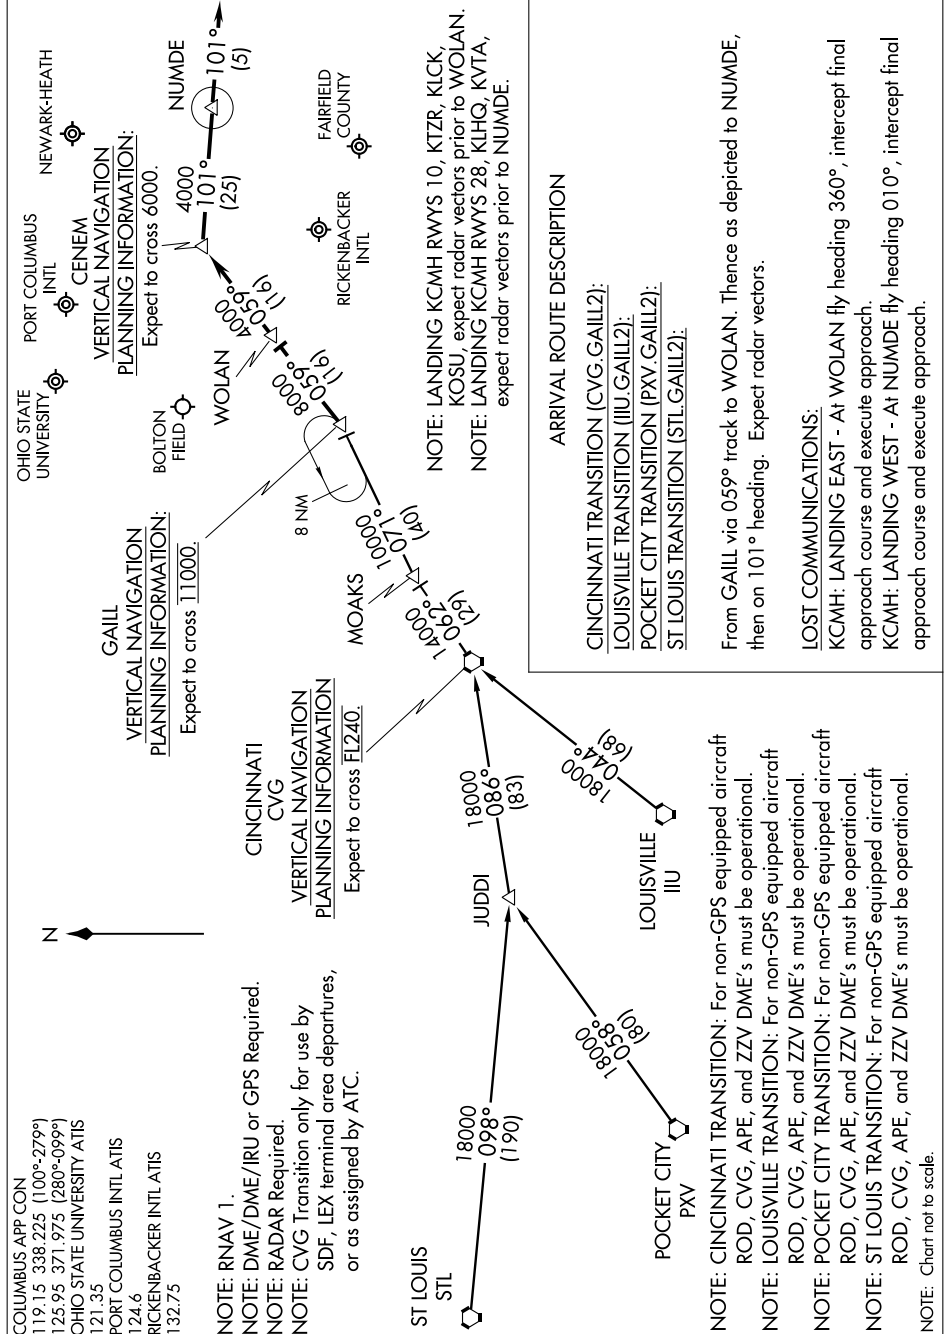 COLUMBUS APP CON
119.15 338.225 (100°-279°)
125.95 371.975 (280°-099°)
OHIO STATE UNIVERSITY ATIS
121.35
PORT COLUMBUS INTL ATIS
124.6
RICKENBACKER INTL ATIS
132.75
N
NOTE: RNAV 1.
NOTE: DME/DME/IRU or GPS Required.
NOTE: RADAR Required.
NOTE: CVG Transition only for use by
SDF, LEX terminal area departures,
or as assigned by ATC.
ST LOUIS
STL
18000
098°
(190)
JUDDI
18000
086°
(83)
POCKET CITY
PXV
18000
058°
(80)
LOUISVILLE
IIU
18000
044°
(68)
CINCINNATI
CVG
VERTICAL NAVIGATION
PLANNING INFORMATION
Expect to cross FL240.
14000
062°
(29)
MOAKS
10000
071°
(40)
8 NM
GAILL
VERTICAL NAVIGATION
PLANNING INFORMATION:
Expect to cross 11000.
8000
059°
(16)
WOLAN
4000
059°
(16)
BOLTON
FIELD
OHIO STATE
UNIVERSITY
PORT COLUMBUS
INTL
CENEM
VERTICAL NAVIGATION
PLANNING INFORMATION:
Expect to cross 6000.
4000
101°
(25)
NEWARK-HEATH
NUMDE
101°
(5)
RICKENBACKER
INTL
FAIRFIELD
COUNTY
NOTE: LANDING KCMH RWYS 10, KTZR, KLCK,
KOSU, expect radar vectors prior to WOLAN.
NOTE: LANDING KCMH RWYS 28, KLHQ, KVTA,
expect radar vectors prior to NUMDE.
NOTE: CINCINNATI TRANSITION: For non-GPS equipped aircraft
ROD, CVG, APE, and ZZV DME's must be operational.
NOTE: LOUISVILLE TRANSITION: For non-GPS equipped aircraft
ROD, CVG, APE, and ZZV DME's must be operational.
NOTE: POCKET CITY TRANSITION: For non-GPS equipped aircraft
ROD, CVG, APE, and ZZV DME's must be operational.
NOTE: ST LOUIS TRANSITION: For non-GPS equipped aircraft
ROD, CVG, APE, and ZZV DME's must be operational.
NOTE: Chart not to scale.
ARRIVAL ROUTE DESCRIPTION
CINCINNATI TRANSITION (CVG.GAILL2):
LOUISVILLE TRANSITION (IIU.GAILL2):
POCKET CITY TRANSITION (PXV.GAILL2):
ST LOUIS TRANSITION (STL.GAILL2):
From GAILL via 059° track to WOLAN. Thence as depicted to NUMDE,
then on 101° heading. Expect radar vectors.
LOST COMMUNICATIONS:
KCMH: LANDING EAST - At WOLAN fly heading 360°, intercept final
approach course and execute approach.
KCMH: LANDING WEST - At NUMDE fly heading 010°, intercept final
approach course and execute approach.